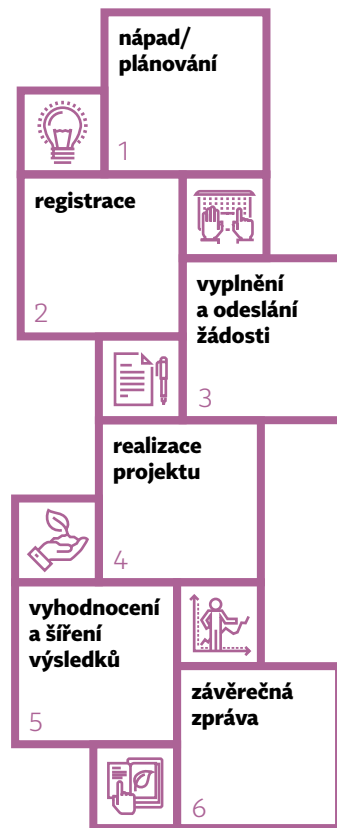 nápad/
plánování
1
registrace
2
vyplnění
a odeslání
žádosti
3
realizace
projektu
4
vyhodnocení
a šíření
výsledků
5
závěrečná
zpráva
6